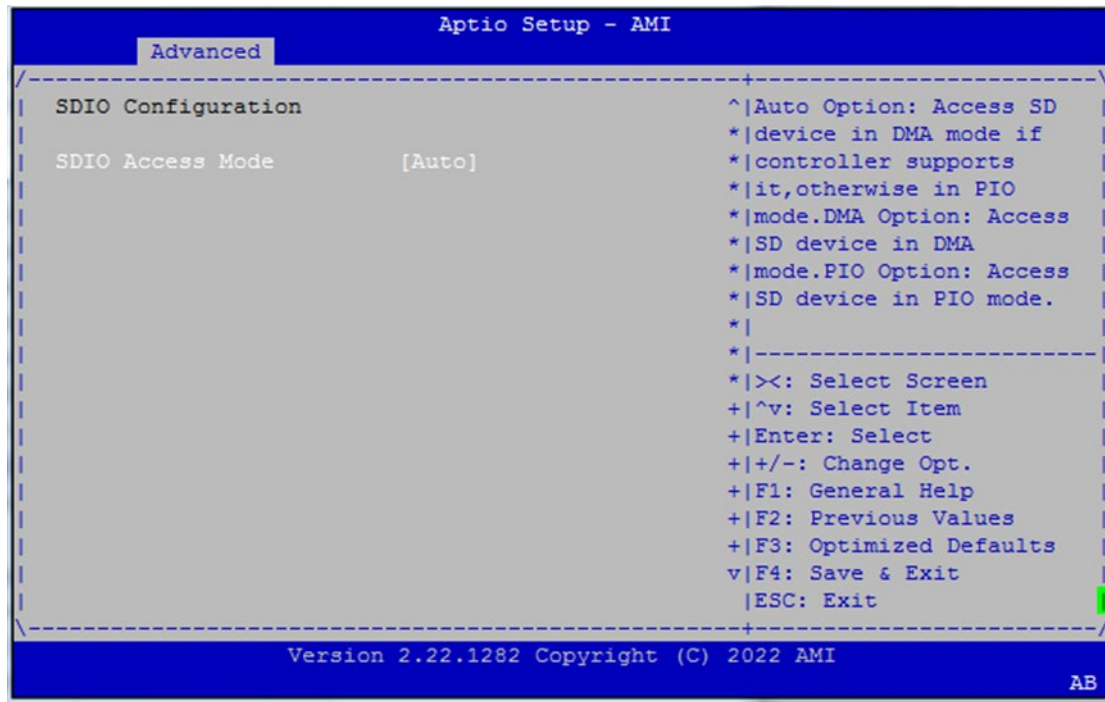 Aptio Setup - AMI
Advanced
/----------------------------------------------------+-------------------------\
| SDIO Configuration ^|Auto Option: Access SD |
| *|device in DMA mode if |
| SDIO Access Mode [Auto] *|controller supports |
| *|it,otherwise in PIO |
| *|mode.DMA Option: Access |
| *|SD device in DMA |
| *|mode.PIO Option: Access |
| *|SD device in PIO mode. |
| *| |
| *|-------------------------|
| *|><: Select Screen |
| +|^v: Select Item |
| +|Enter: Select |
| +|+/-: Change Opt. |
| +|F1: General Help |
| +|F2: Previous Values |
| +|F3: Optimized Defaults |
| v|F4: Save & Exit |
| |ESC: Exit |
\----------------------------------------------------+-------------------------/
Version 2.22.1282 Copyright (C) 2022 AMI
AB